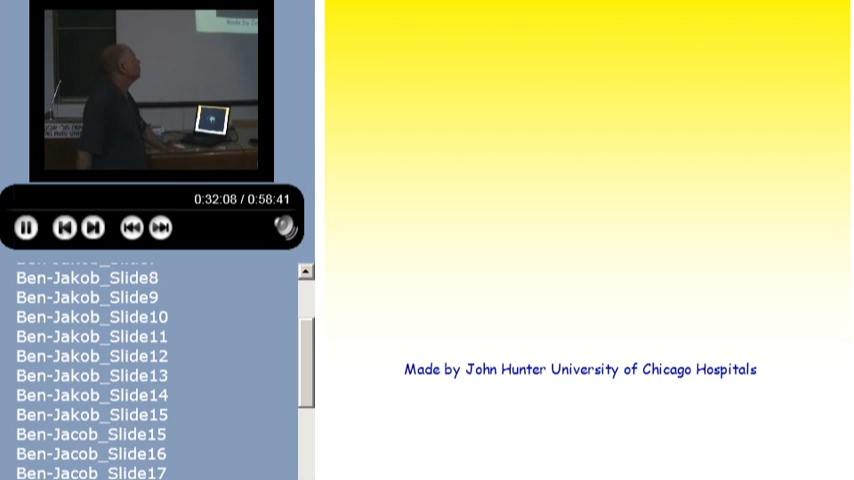 0:32:08 / 0:58:41
Ben-Jakob_Slide8
Ben-Jakob_Slide9
Ben-Jakob_Slide10
Ben-Jakob_Slide11
Ben-Jakob_Slide12
Ben-Jakob_Slide13
Ben-Jakob_Slide14
Ben-Jakob_Slide15
Ben-Jacob_Slide15
Ben-Jacob_Slide16
Ben-Jacob_Slide17
Made by John Hunter University of Chicago Hospitals